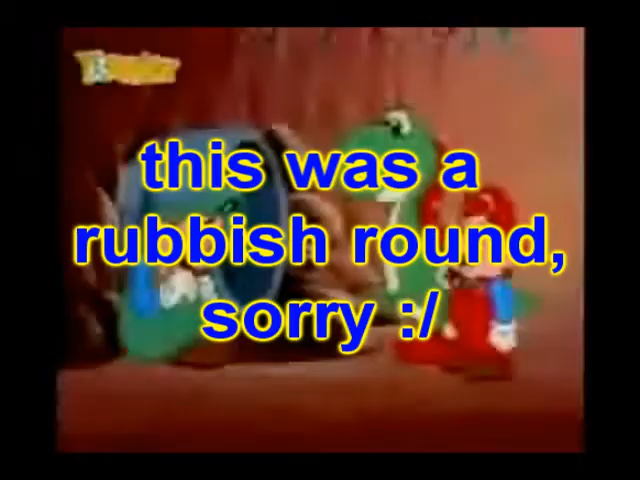 this was a
rubbish round,
sorry :/